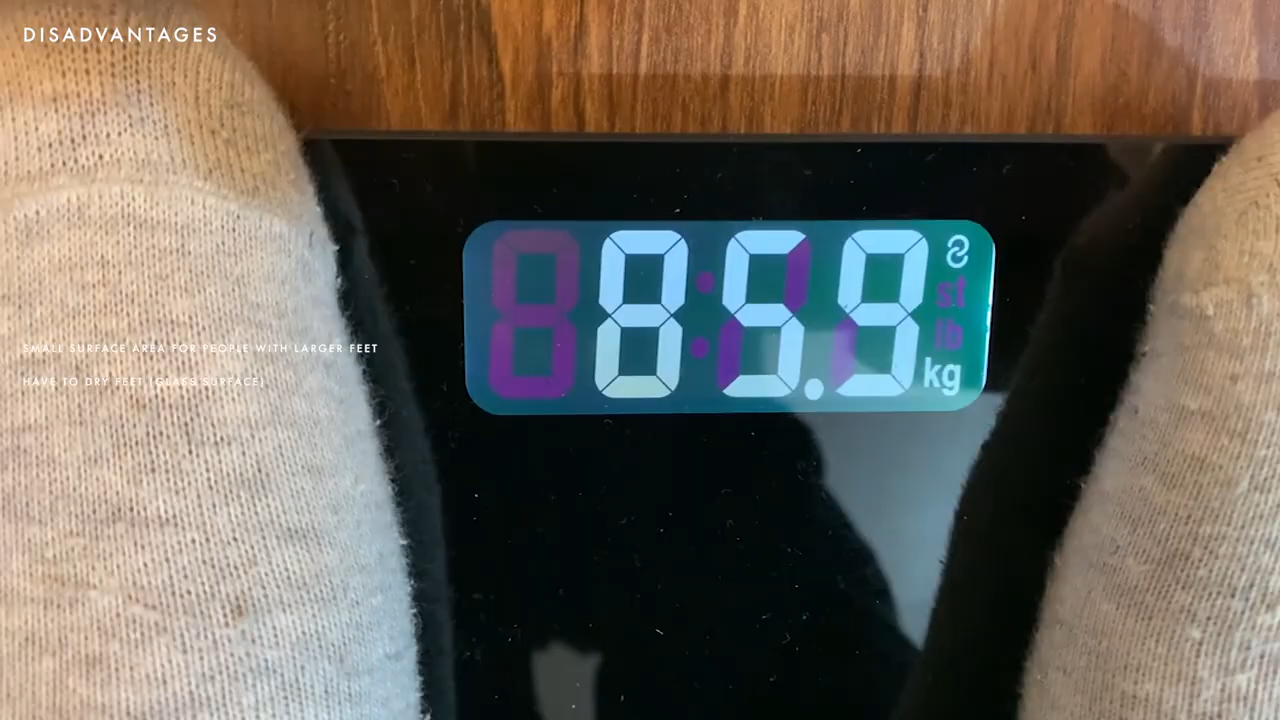 DISADVANTAGES
85.9
st
lb
kg
SMALL SURFACE AREA FOR PEOPLE WITH LARGER FEET
HAVE TO DRY FEET (GLASS SURFACE)